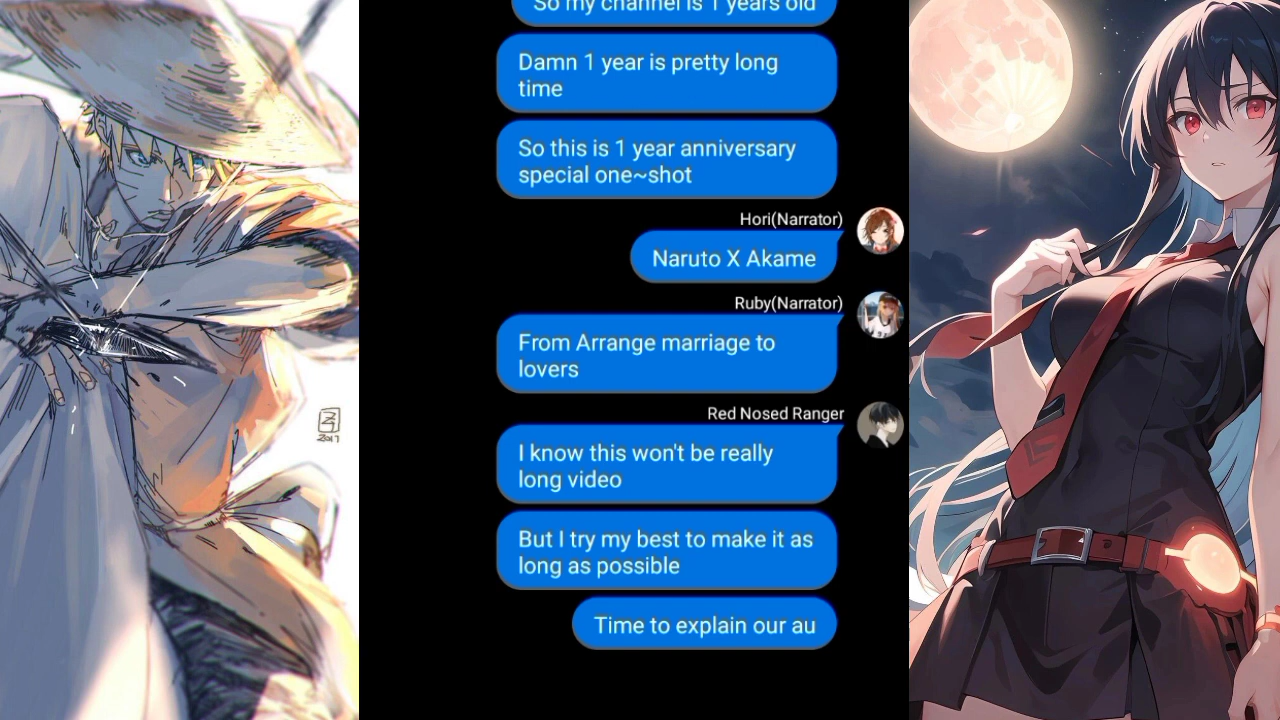 So my channel is 1 years old
Damn 1 year is pretty long
time
So this is 1 year anniversary
special one~shot
Hori(Narrator)
Naruto X Akame
Ruby(Narrator)
From Arrange marriage to
lovers
Red Nosed Ranger
I know this won't be really
long video
But I try my best to make it as
long as possible
Time to explain our au
2017